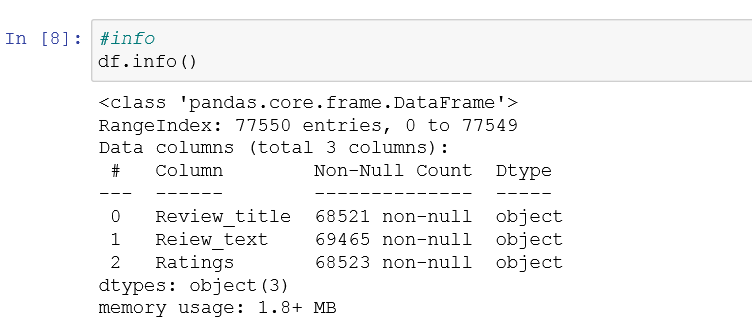 In [8]: #info
df.info()
<class 'pandas.core.frame.DataFrame'>
RangeIndex: 77550 entries, 0 to 77549
Data columns (total 3 columns):
 #   Column        Non-Null Count  Dtype
---  ------        --------------  -----
 0   Review_title  68521 non-null  object
 1   Reiew_text    69465 non-null  object
 2   Ratings       68523 non-null  object
dtypes: object(3)
memory usage: 1.8+ MB